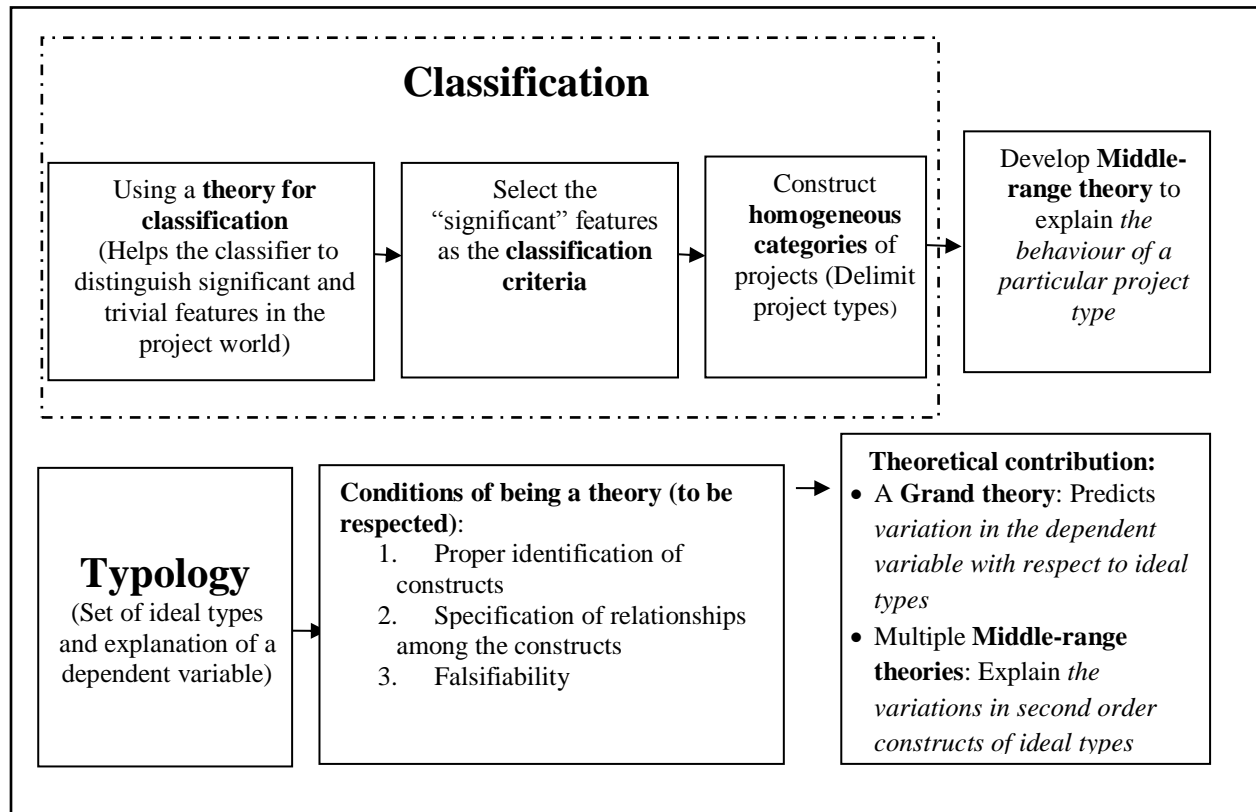 Classification
Using a theory for
classification
(Helps the classifier to
distinguish significant and
trivial features in the
project world)
Select the
“significant” features
as the classification
criteria
Construct
homogeneous
categories of
projects (Delimit
project types)
Develop Middle-
range theory to
explain the
behaviour of a
particular project
type
Typology
(Set of ideal types
and explanation of a
dependent variable)
Conditions of being a theory (to be
respected):
1. Proper identification of
constructs
2. Specification of relationships
among the constructs
3. Falsifiability
Theoretical contribution:
• A Grand theory: Predicts
variation in the dependent
variable with respect to ideal
types
• Multiple Middle-range
theories: Explain the
variations in second order
constructs of ideal types